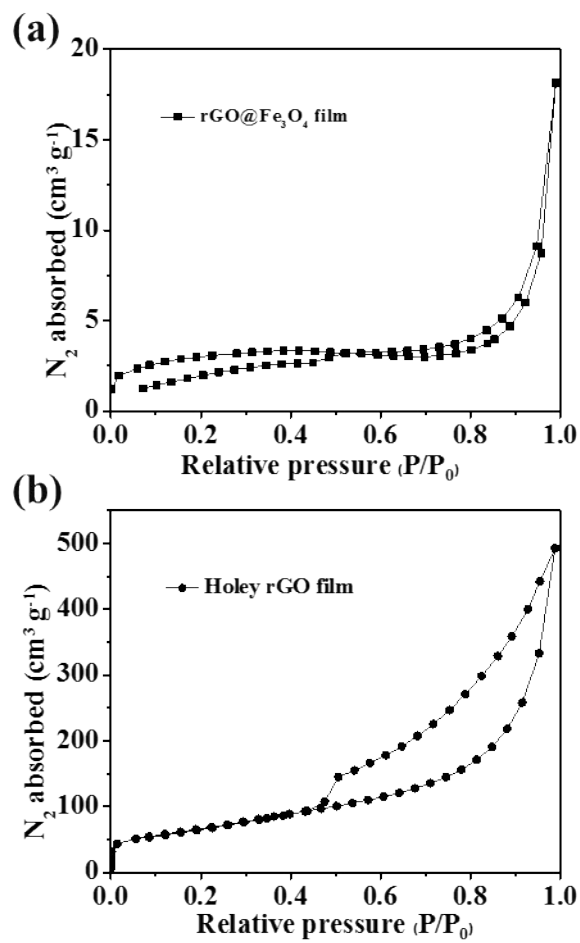 (a)
20
15
10
5
0
N₂ absorbed (cm³ g⁻¹)
rGO@Fe₃O₄ film
0.0 0.2 0.4 0.6 0.8 1.0
Relative pressure (P/P₀)
(b)
500
400
300
200
100
0
N₂ absorbed (cm³ g⁻¹)
Holey rGO film
0.0 0.2 0.4 0.6 0.8 1.0
Relative pressure (P/P₀)